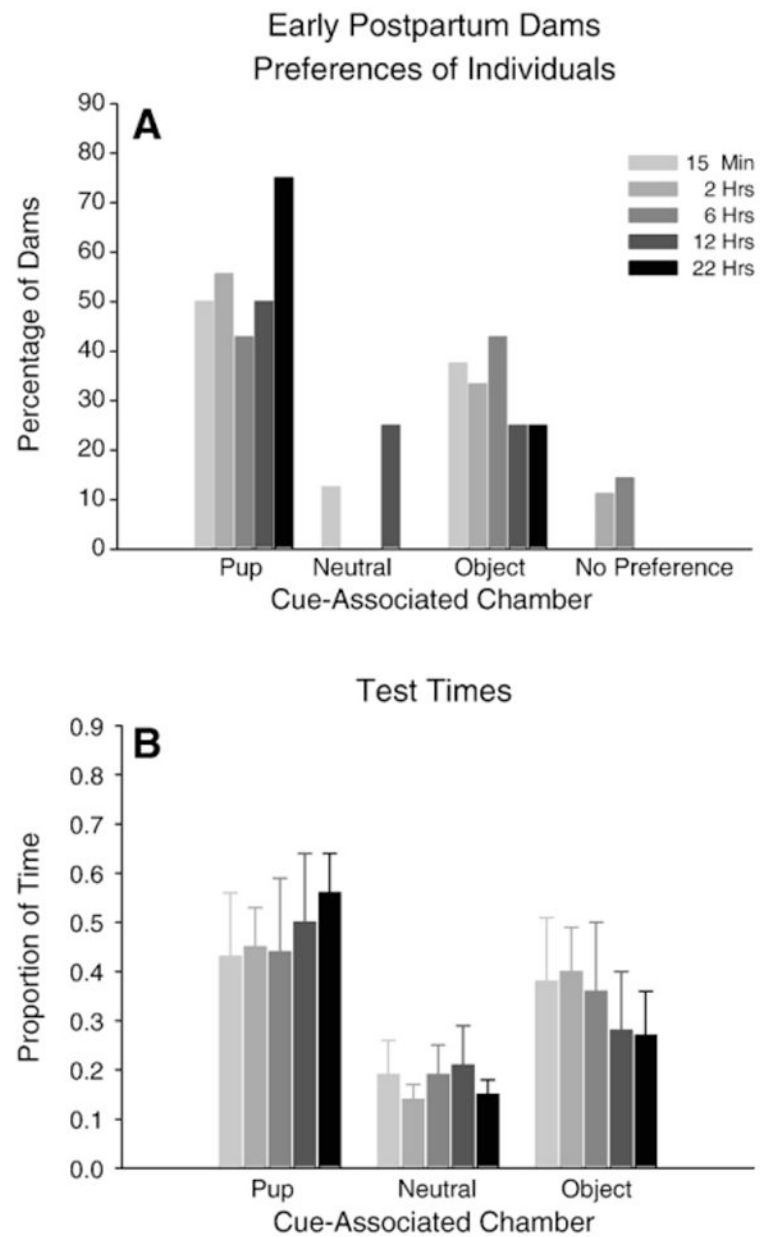 Early Postpartum Dams
Preferences of Individuals
A
90
80
70
60
50
40
30
20
10
0
Percentage of Dams
15 Min
2 Hrs
6 Hrs
12 Hrs
22 Hrs
Pup Neutral Object No Preference
Cue-Associated Chamber
Test Times
B
0.9
0.8
0.7
0.6
0.5
0.4
0.3
0.2
0.1
0.0
Proportion of Time
Pup Neutral Object
Cue-Associated Chamber